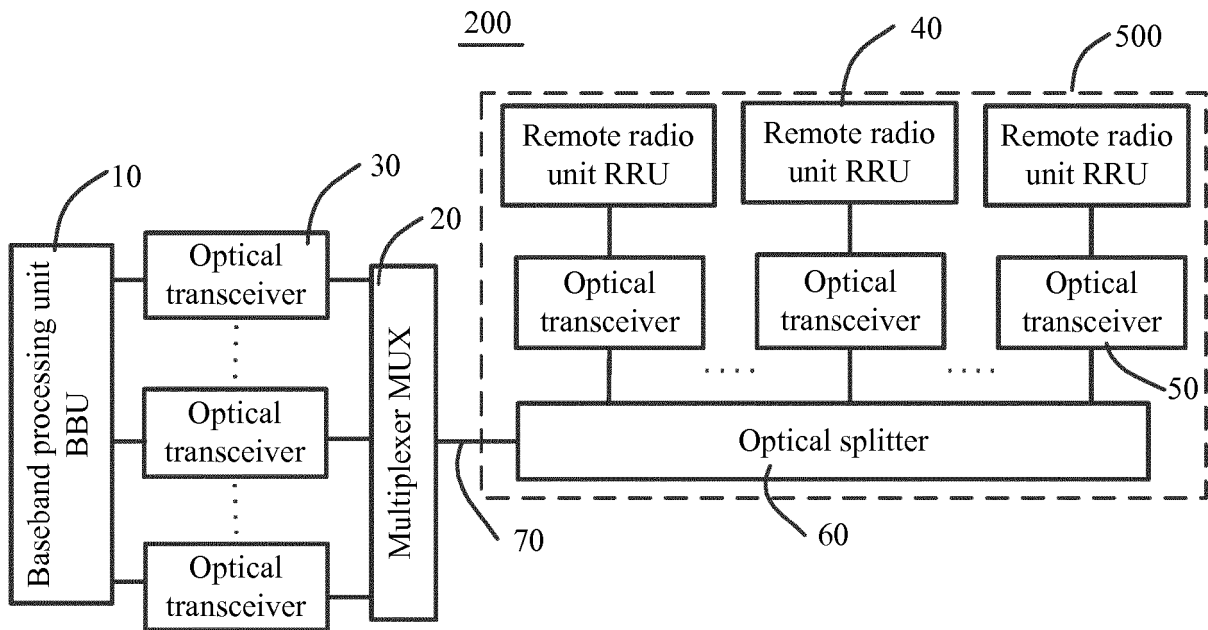 200
40
500
Remote radio
unit RRU
Remote radio
unit RRU
Remote radio
unit RRU
10
30
20
Baseband processing unit
BBU
Optical
transceiver
Optical
transceiver
Optical
transceiver
Multiplexer MUX
Optical
transceiver
Optical
transceiver
Optical
transceiver
50
Optical splitter
70
60